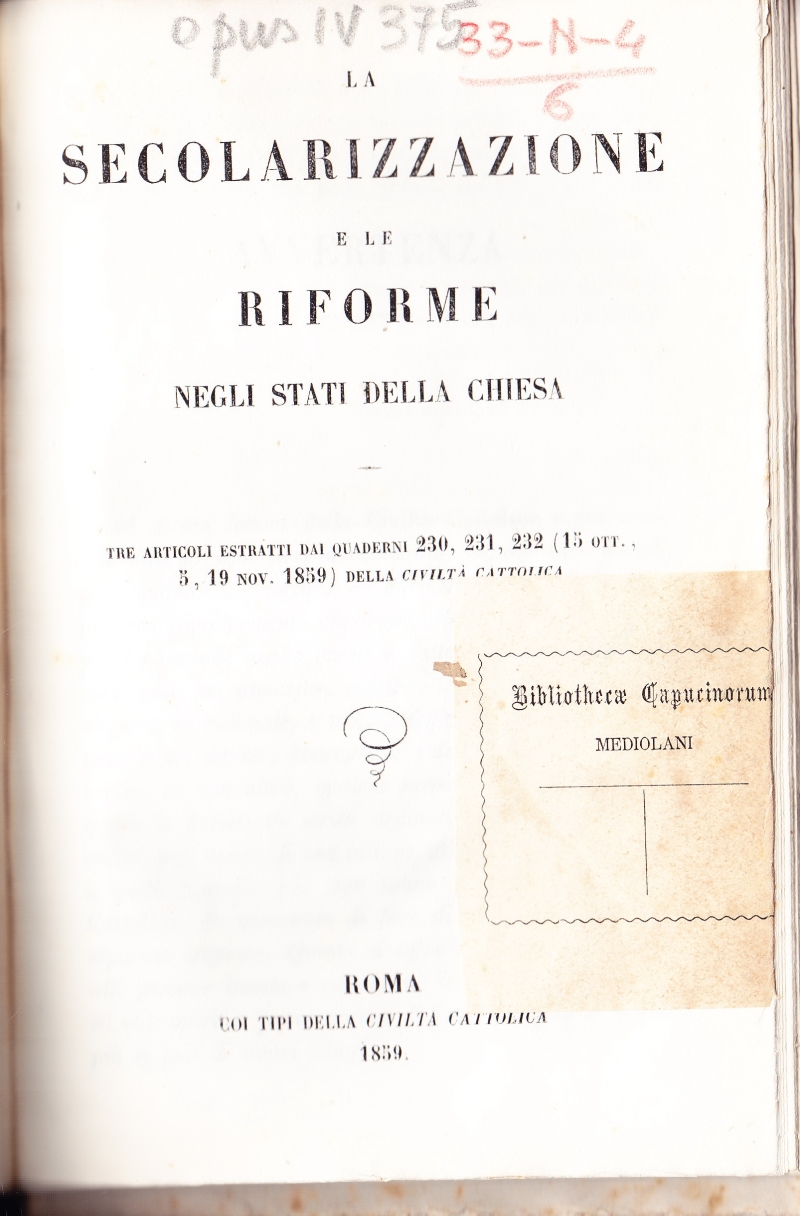 opus IV 375
33-N-4
6
LA
SECOLARIZZAZIONE
E LE
RIFORME
NEGLI STATI DELLA CHIESA
TRE ARTICOLI ESTRATTI DAI QUADERNI 230, 231, 232 (15 OTT.,
5, 19 NOV. 1859) DELLA CIVILTÀ CATTOLICA
Bibliothecæ Capucinorum
MEDIOLANI
ROMA
COI TIPI DELLA CIVILTÀ CATTOLICA
1859.